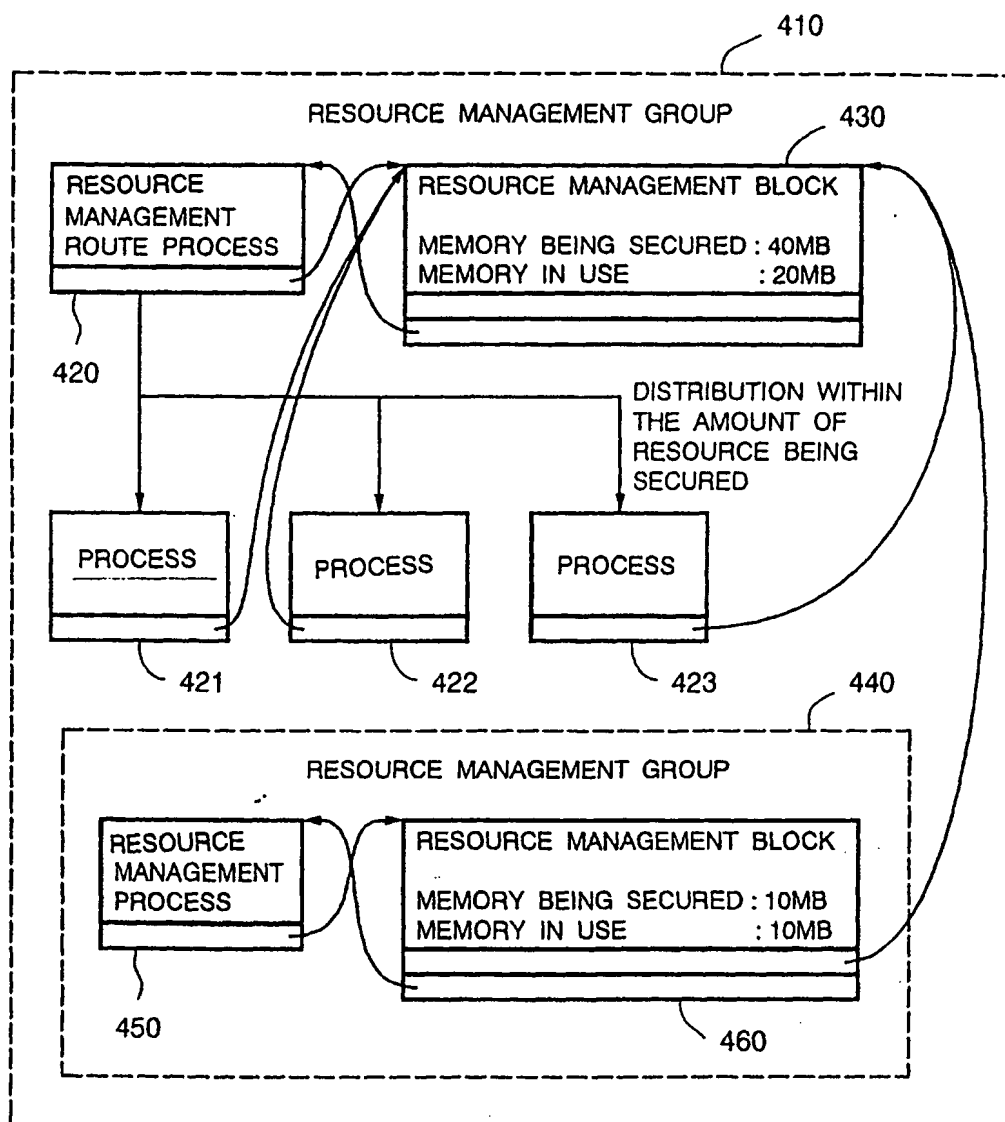 410
RESOURCE MANAGEMENT GROUP
430
RESOURCE
MANAGEMENT
ROUTE PROCESS
RESOURCE MANAGEMENT BLOCK
MEMORY BEING SECURED : 40MB
MEMORY IN USE : 20MB
420
DISTRIBUTION WITHIN
THE AMOUNT OF
RESOURCE BEING
SECURED
PROCESS
PROCESS
PROCESS
421
422
423
440
RESOURCE MANAGEMENT GROUP
RESOURCE
MANAGEMENT
PROCESS
RESOURCE MANAGEMENT BLOCK
MEMORY BEING SECURED : 10MB
MEMORY IN USE : 10MB
450
460